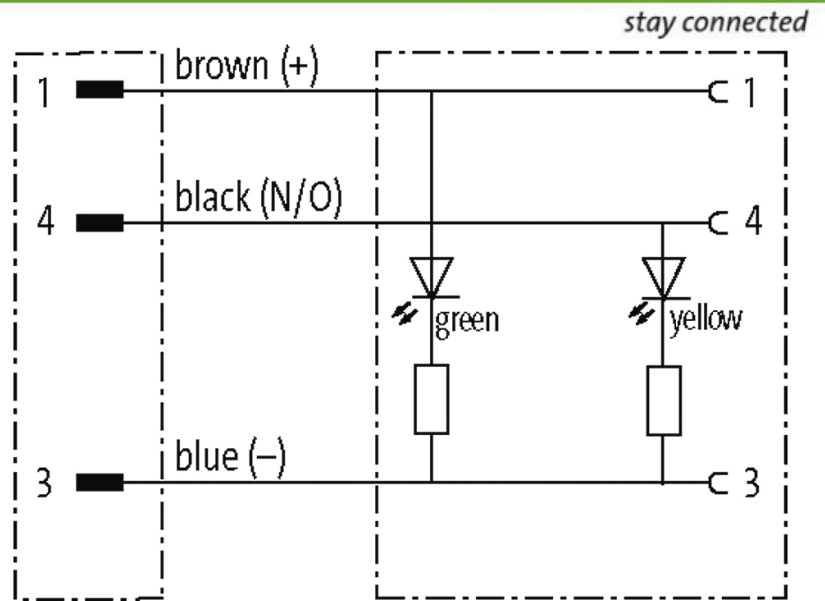 stay connected
brown (+)
1 1
black (N/O)
4 4
green yellow
blue (–)
3 3